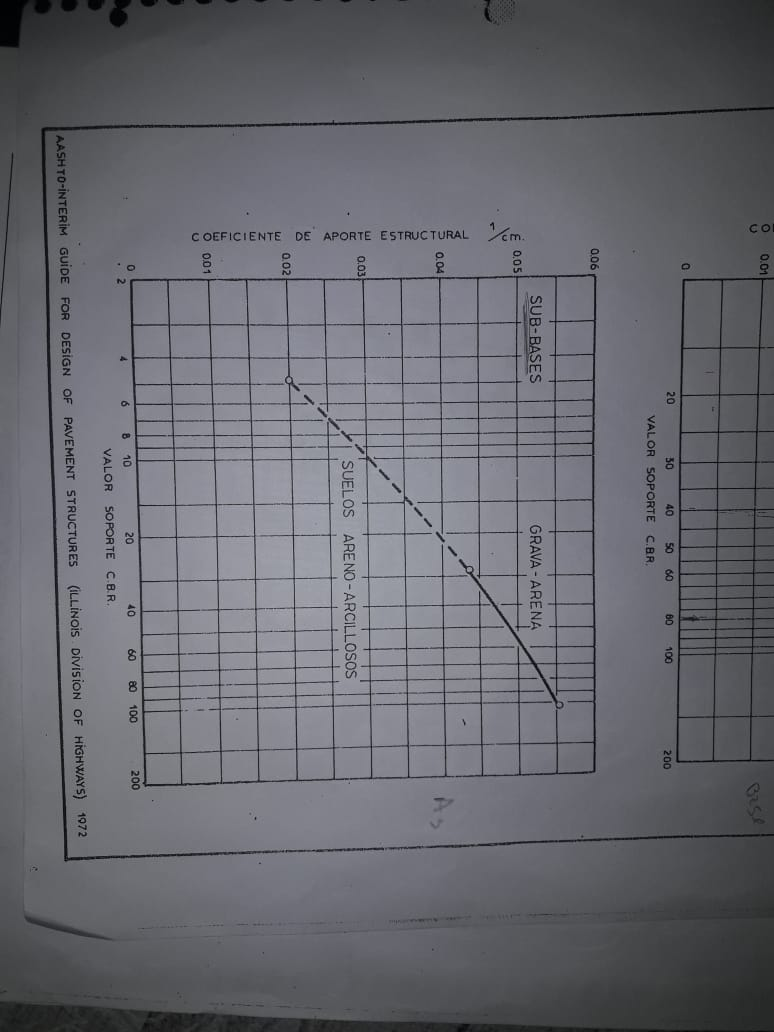 CO
0.01
0
20 30 40 50 60 80 100 200
VALOR SOPORTE C.B.R.
Base
COEFICIENTE DE APORTE ESTRUCTURAL 1/cm.
0.06
0.05
0.04
0.03
0.02
0.01
0
SUB-BASES
GRAVA-ARENA
SUELOS ARENO-ARCILLOSOS
2 4 6 8 10 20 40 60 80 100 200
VALOR SOPORTE C.B.R.
AASHTO-INTERIM GUIDE FOR DESIGN OF PAVEMENT STRUCTURES (ILLINOIS DIVISION OF HIGHWAYS) 1972